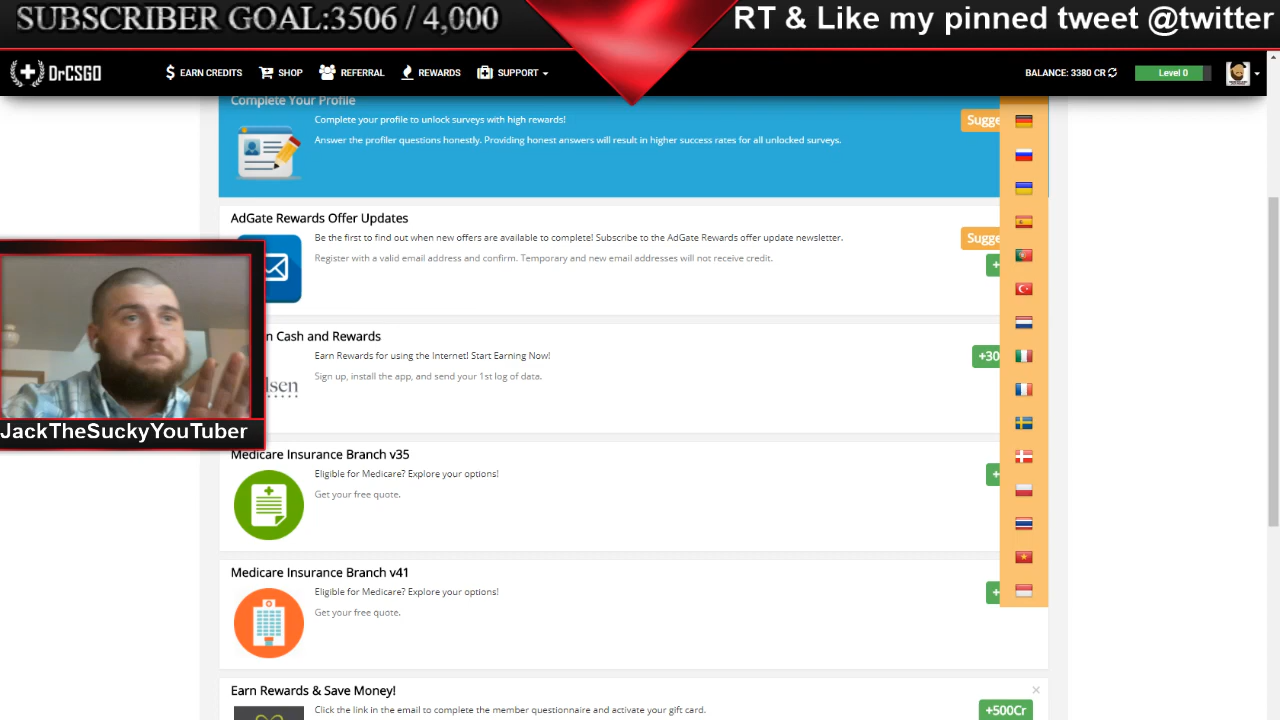 SUBSCRIBER GOAL:3506 / 4,000
RT & Like my pinned tweet @twitter
DrCSGO
EARN CREDITS
SHOP
REFERRAL
REWARDS
SUPPORT
BALANCE: 3380 CR
Level 0
Complete Your Profile
Complete your profile to unlock surveys with high rewards!
Answer the profiler questions honestly. Providing honest answers will result in higher success rates for all unlocked surveys.
Sugge
AdGate Rewards Offer Updates
Be the first to find out when new offers are available to complete! Subscribe to the AdGate Rewards offer update newsletter.
Register with a valid email address and confirm. Temporary and new email addresses will not receive credit.
Sugge
+
n Cash and Rewards
Earn Rewards for using the Internet! Start Earning Now!
Sign up, install the app, and send your 1st log of data.
+30
lsen
JackTheSuckyYouTuber
Medicare Insurance Branch v35
Eligible for Medicare? Explore your options!
Get your free quote.
+
Medicare Insurance Branch v41
Eligible for Medicare? Explore your options!
Get your free quote.
+
Earn Rewards & Save Money!
Click the link in the email to complete the member questionnaire and activate your gift card.
+500Cr